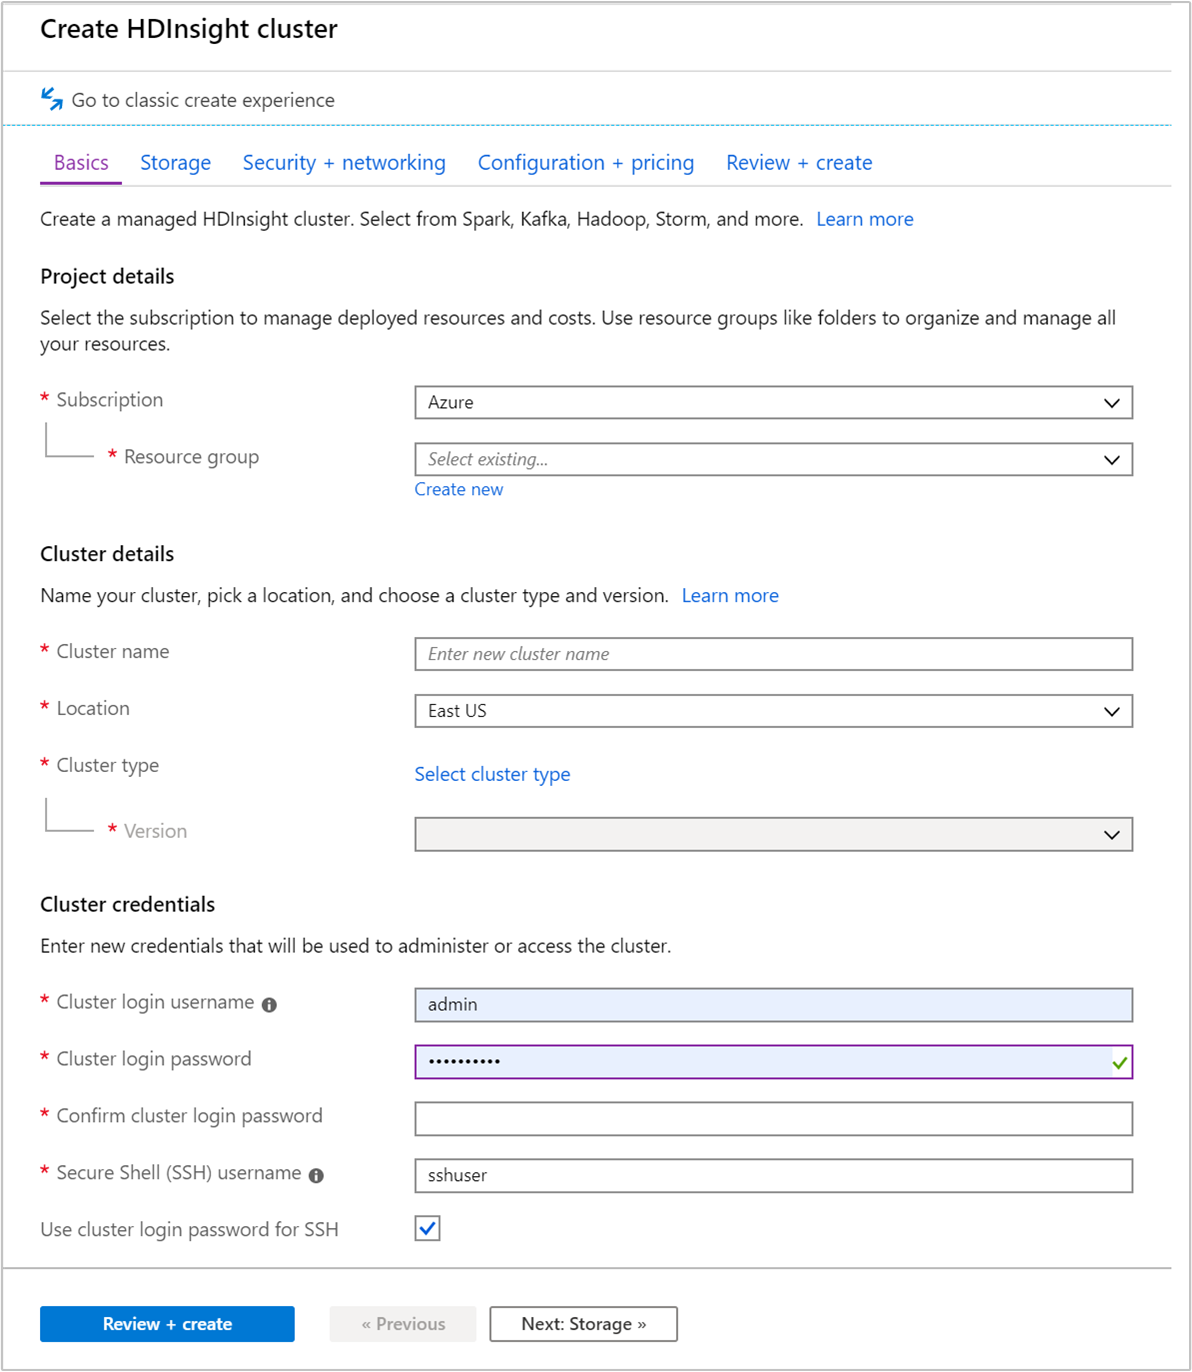 Create HDInsight cluster
Go to classic create experience
Basics Storage Security + networking Configuration + pricing Review + create
Create a managed HDInsight cluster. Select from Spark, Kafka, Hadoop, Storm, and more. Learn more
Project details
Select the subscription to manage deployed resources and costs. Use resource groups like folders to organize and manage all
your resources.
* Subscription Azure
* Resource group Select existing...
Create new
Cluster details
Name your cluster, pick a location, and choose a cluster type and version. Learn more
* Cluster name Enter new cluster name
* Location East US
* Cluster type Select cluster type
* Version
Cluster credentials
Enter new credentials that will be used to administer or access the cluster.
* Cluster login username admin
* Cluster login password ••••••••••
* Confirm cluster login password
* Secure Shell (SSH) username sshuser
Use cluster login password for SSH
Review + create « Previous Next: Storage »